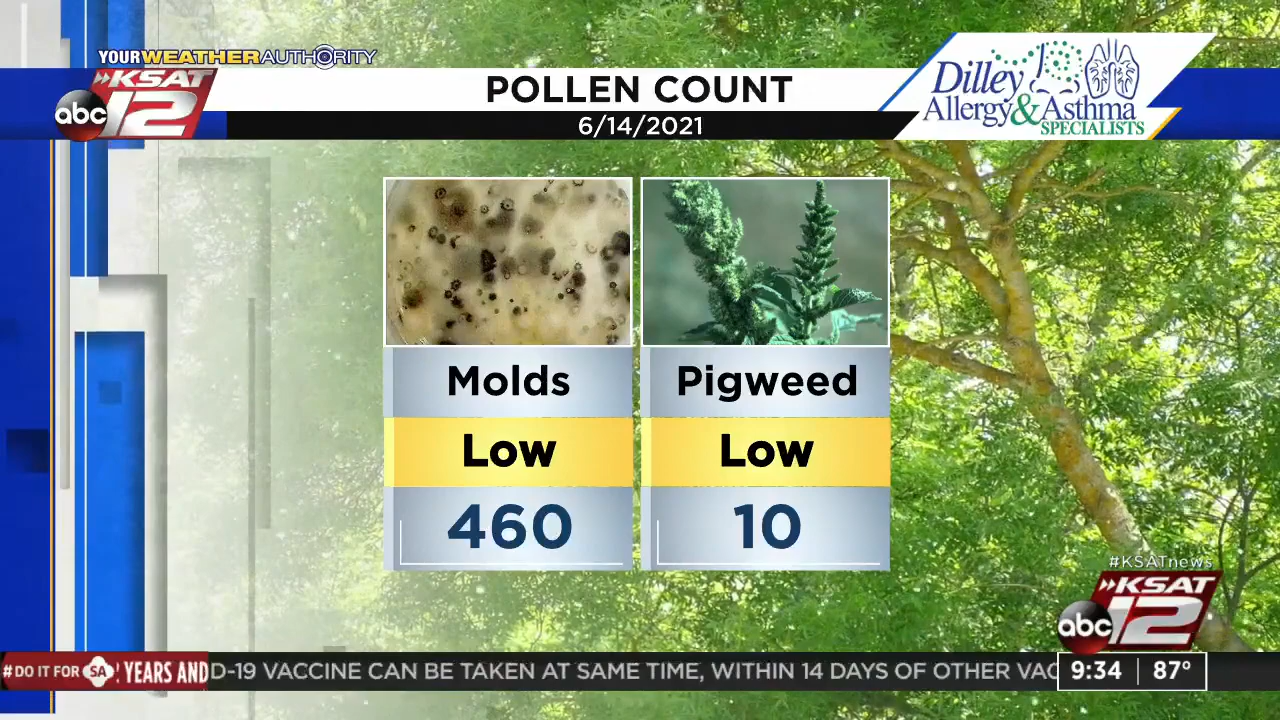 YOURWEATHERAUTHORITY
KSAT
abc 12
POLLEN COUNT
6/14/2021
Dilley
Allergy&Asthma
SPECIALISTS
Molds
Low
460
Pigweed
Low
10
#KSATnews
KSAT
abc 12
#DO IT FOR SA! YEARS AND
D-19 VACCINE CAN BE TAKEN AT SAME TIME, WITHIN 14 DAYS OF OTHER VAC
9:34 87°